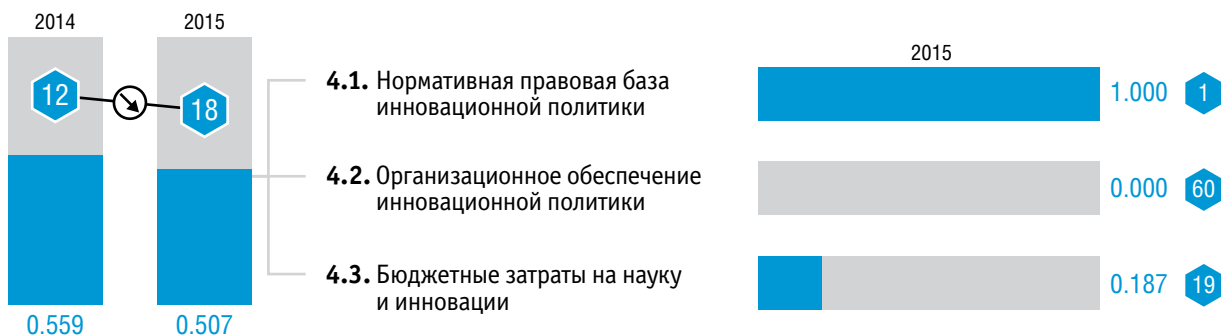 2014
2015
12
18
0.559
0.507
4.1. Нормативная правовая база
инновационной политики
4.2. Организационное обеспечение
инновационной политики
4.3. Бюджетные затраты на науку
и инновации
2015
1.000 1
0.000 60
0.187 19